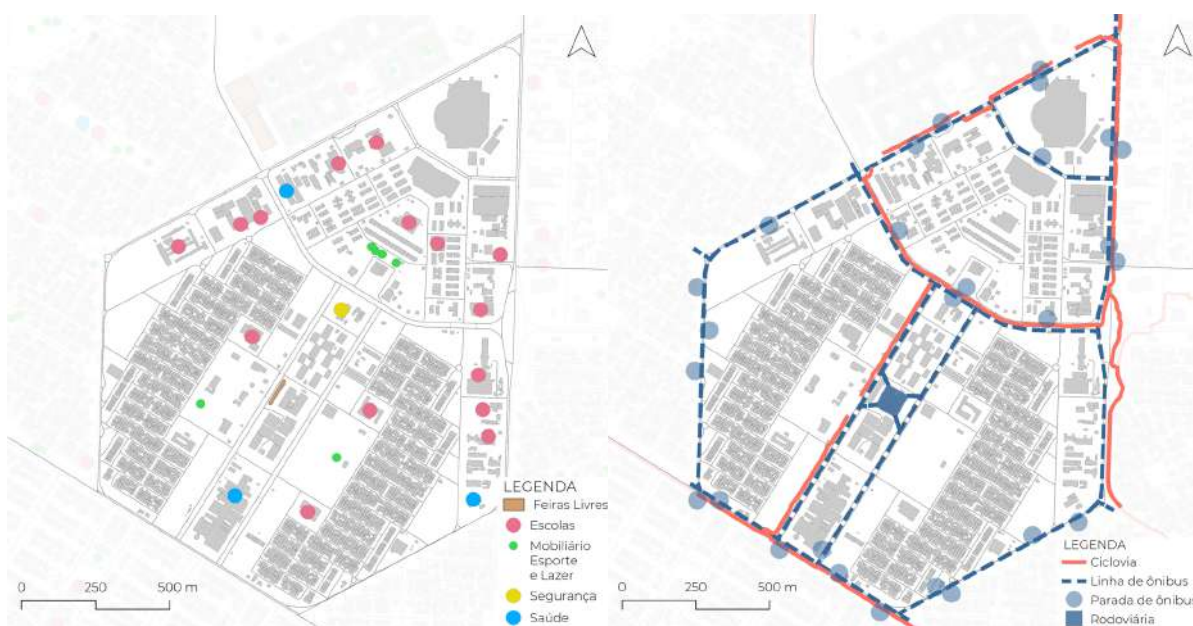 LEGENDA
Feiras Livres
Escolas
Mobiliário
Esporte
e Lazer
Segurança
Saúde
0 250 500 m
LEGENDA
Ciclovia
Linha de ônibus
Parada de ônibus
Rodoviária
0 250 500 m